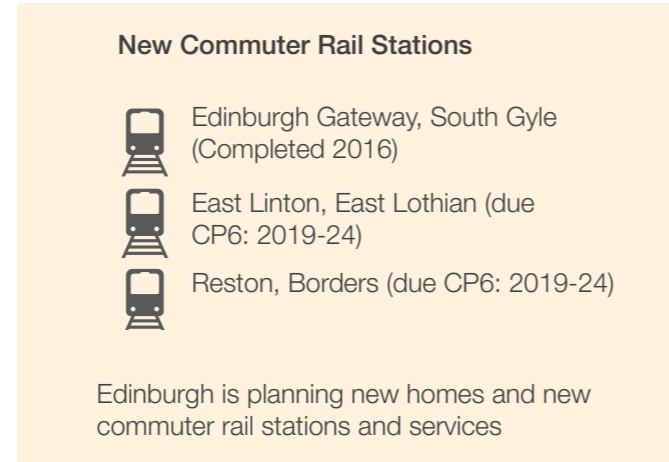 New Commuter Rail Stations
Edinburgh Gateway, South Gyle
(Completed 2016)
East Linton, East Lothian (due
CP6: 2019-24)
Reston, Borders (due CP6: 2019-24)
Edinburgh is planning new homes and new
commuter rail stations and services